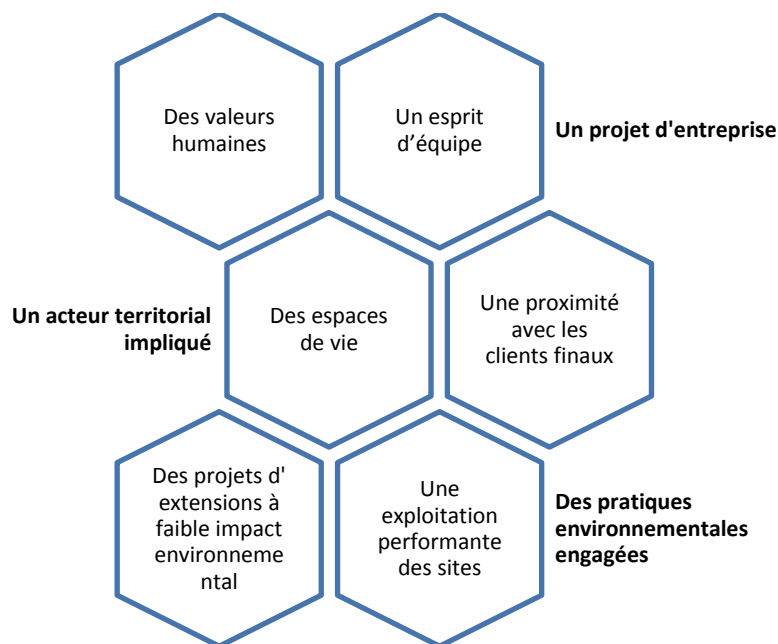 Des valeurs
humaines
Un esprit
d’équipe
Un projet d'entreprise
Un acteur territorial
impliqué
Des espaces
de vie
Une proximité
avec les
clients finaux
Des projets d'
extensions à
faible impact
environneme
ntal
Une
exploitation
performante
des sites
Des pratiques
environnementales
engagées